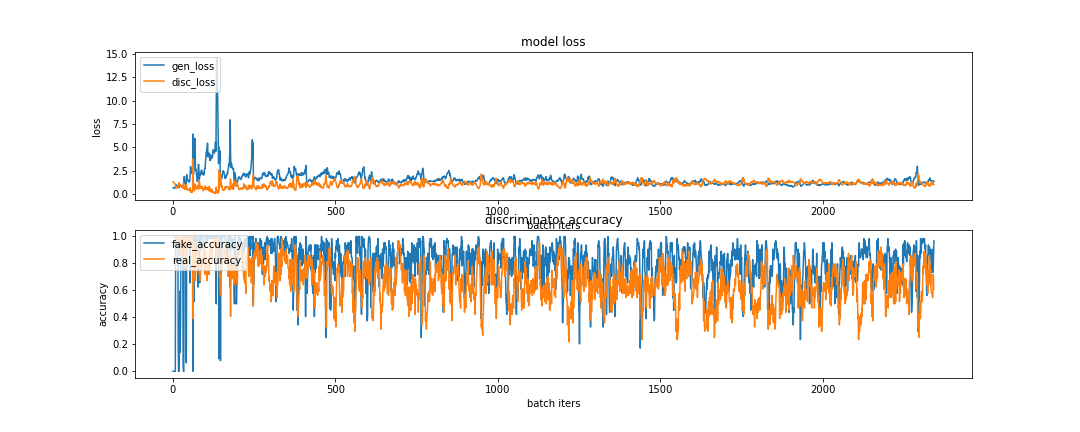 model loss
15.0
12.5
10.0
7.5
5.0
2.5
0.0
loss
gen_loss
disc_loss
0
500
1000
1500
2000
batch iters
discriminator accuracy
1.0
0.8
0.6
0.4
0.2
0.0
accuracy
fake_accuracy
real_accuracy
0
500
1000
1500
2000
batch iters